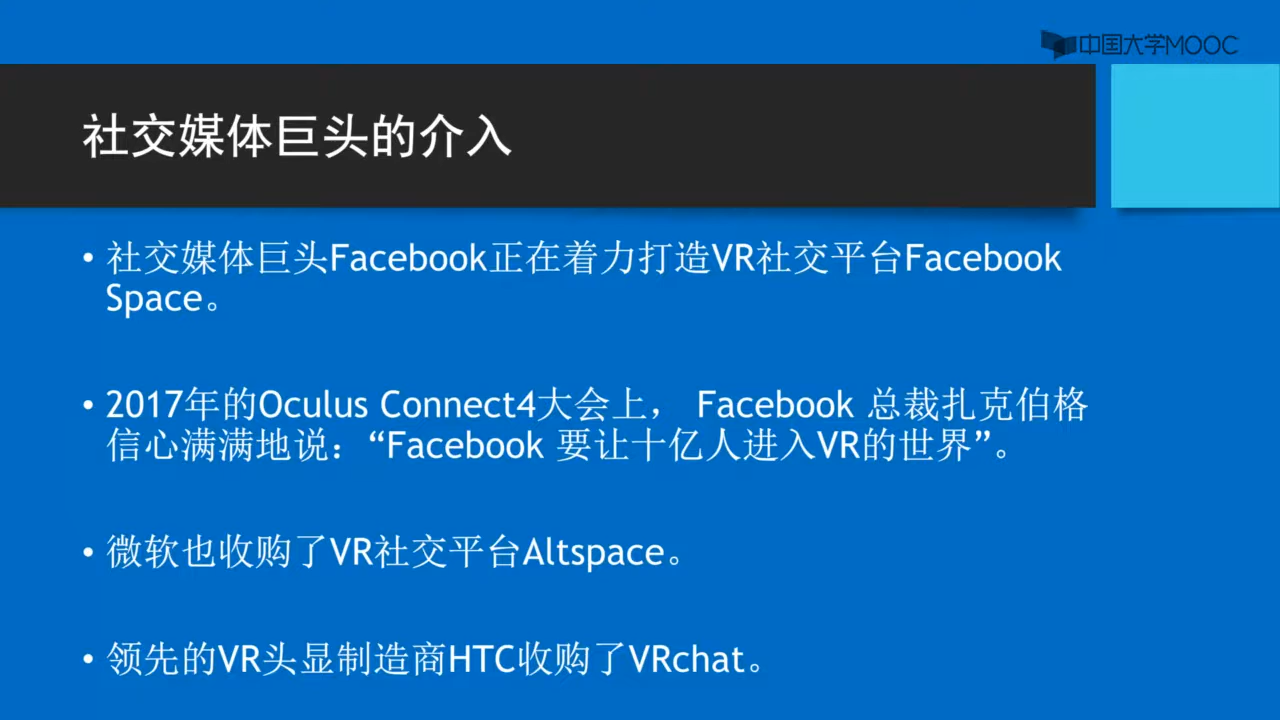 中国大学MOOC
社交媒体巨头的介入
• 社交媒体巨头Facebook正在着力打造VR社交平台Facebook
Space。
• 2017年的Oculus Connect4大会上， Facebook 总裁扎克伯格
信心满满地说：“Facebook 要让十亿人进入VR的世界”。
• 微软也收购了VR社交平台Altspace。
• 领先的VR头显制造商HTC收购了VRchat。